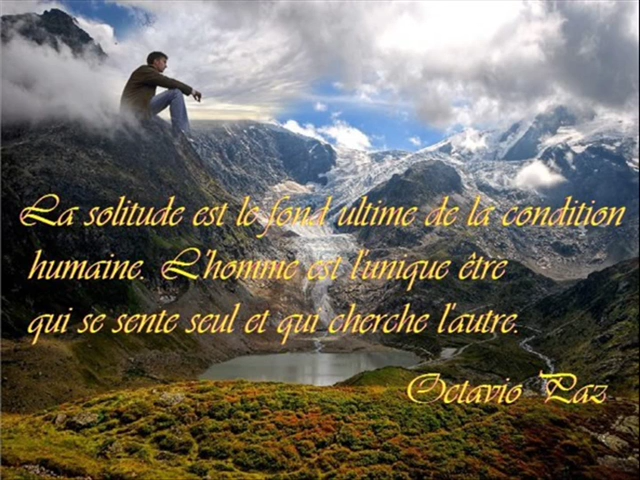 La solitude est le fond ultime de la condition
humaine. L'homme est l'unique être
qui se sente seul et qui cherche l'autre.
Octavio Paz